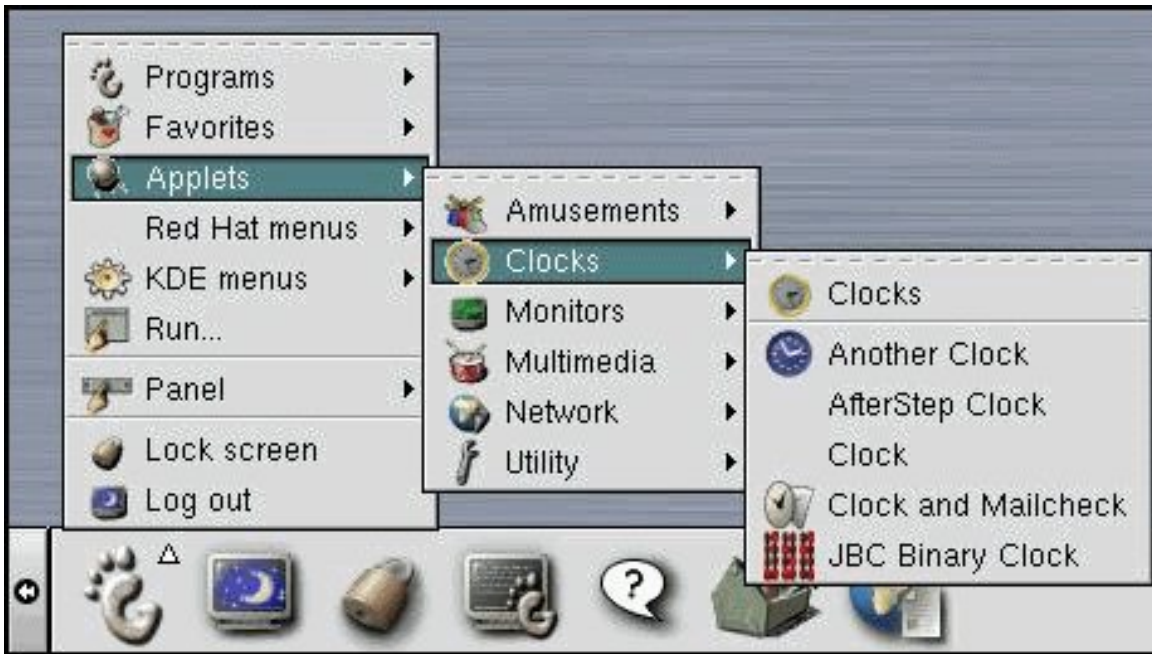 Programs
Favorites
Applets
Red Hat menus
KDE menus
Run...
Panel
Lock screen
Log out
Amusements
Clocks
Monitors
Multimedia
Network
Utility
Clocks
Another Clock
AfterStep Clock
Clock
Clock and Mailcheck
JBC Binary Clock
?